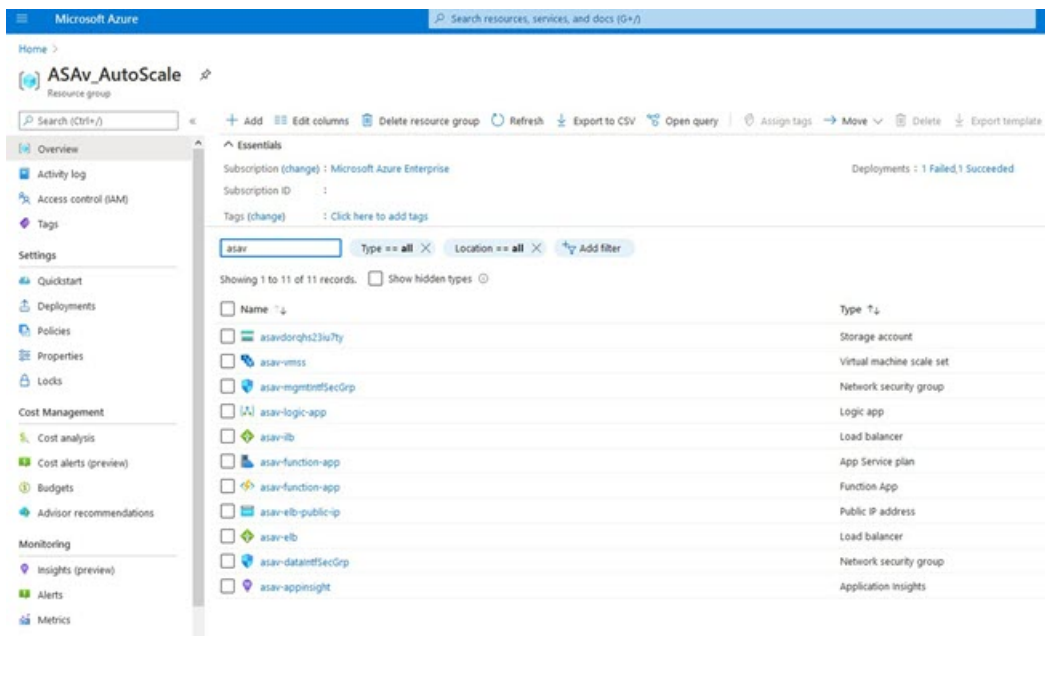 Microsoft Azure
Search resources, services, and docs (G+/)
Home >
ASAv_AutoScale
Resource group
Search (Ctrl+/)
«
Overview
Activity log
Access control (IAM)
Tags
Settings
Quickstart
Deployments
Policies
Properties
Locks
Cost Management
Cost analysis
Cost alerts (preview)
Budgets
Advisor recommendations
Monitoring
Insights (preview)
Alerts
Metrics
Add Edit columns Delete resource group Refresh Export to CSV Open query Assign tags Move Delete Export template
Essentials
Subscription (change) : Microsoft Azure Enterprise Deployments : 1 Failed,1 Succeeded
Subscription ID :
Tags (change) : Click here to add tags
asav Type == all Location == all Add filter
Showing 1 to 11 of 11 records. Show hidden types
Name Type
asavdorqhs23iu7ty Storage account
asav-vmss Virtual machine scale set
asav-mgmtIntfSecGrp Network security group
asav-logic-app Logic app
asav-ilb Load balancer
asav-function-app App Service plan
asav-function-app Function App
asav-elb-public-ip Public IP address
asav-elb Load balancer
asav-dataIntfSecGrp Network security group
asav-appinsight Application Insights